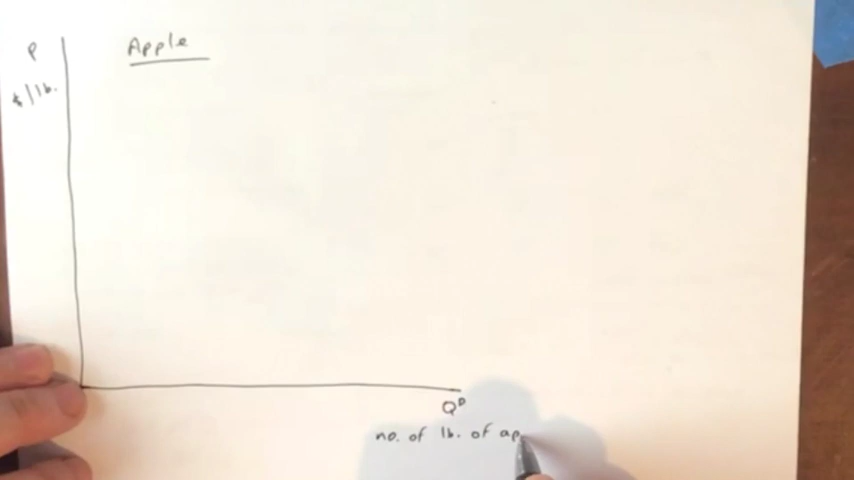 P
Apple
$/lb.
Q^D
no. of lb. of ap